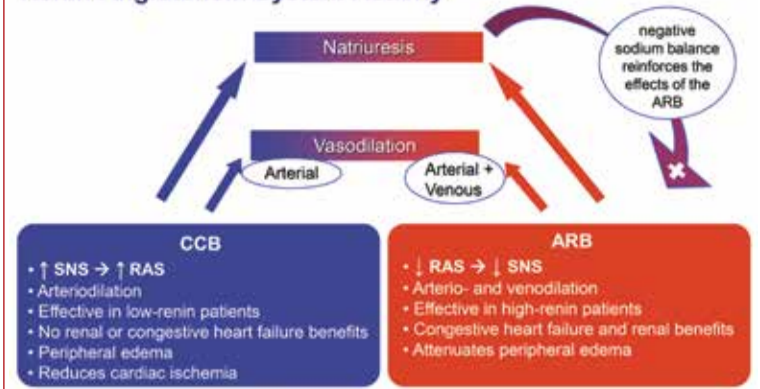 Natriuresis
negative
sodium balance
reinforces the
effects of the
ARB
Vasodilation
Arterial
Arterial +
Venous
CCB
• ↑ SNS → ↑ RAS
• Arteriodilation
• Effective in low-renin patients
• No renal or congestive heart failure benefits
• Peripheral edema
• Reduces cardiac ischemia
ARB
• ↓ RAS → ↓ SNS
• Arterio- and venodilation
• Effective in high-renin patients
• Congestive heart failure and renal benefits
• Attenuates peripheral edema